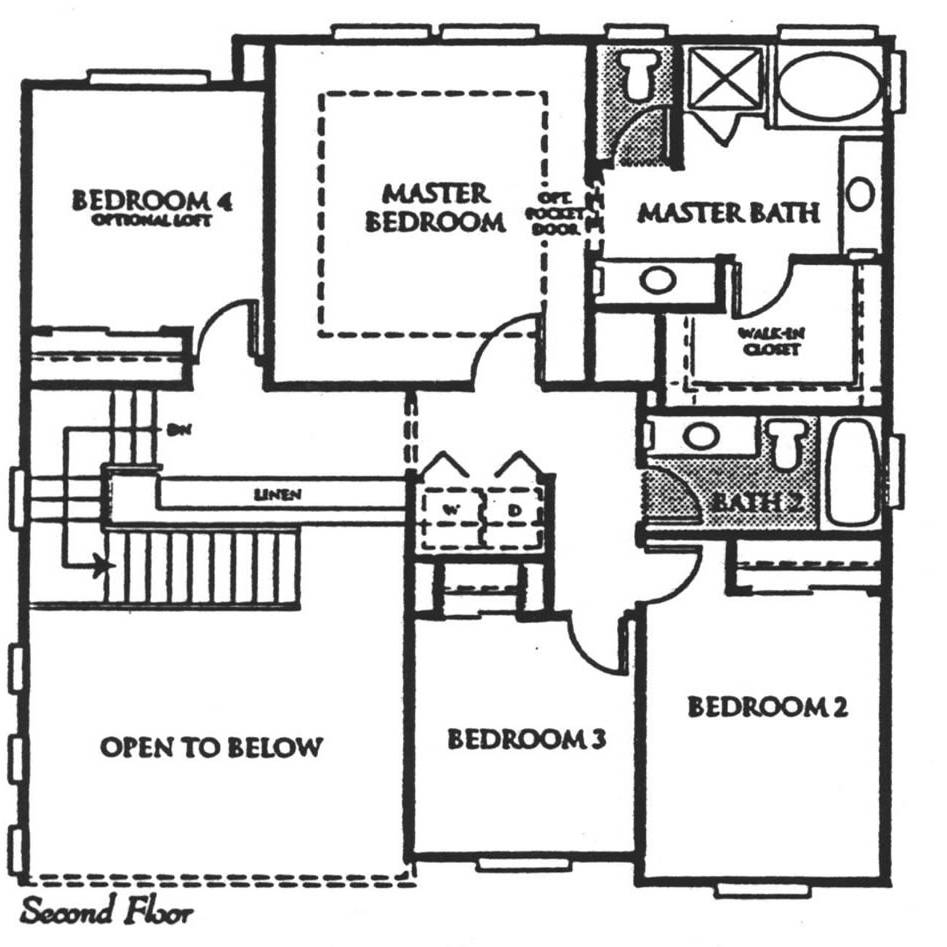 BEDROOM 4
OPTIONAL LOFT
MASTER
BEDROOM
OPT.
POCKET
DOOR
MASTER BATH
WALK-IN
CLOSET
DN
LINEN
W
D
BATH 2
BEDROOM 2
BEDROOM 3
OPEN TO BELOW
Second Floor